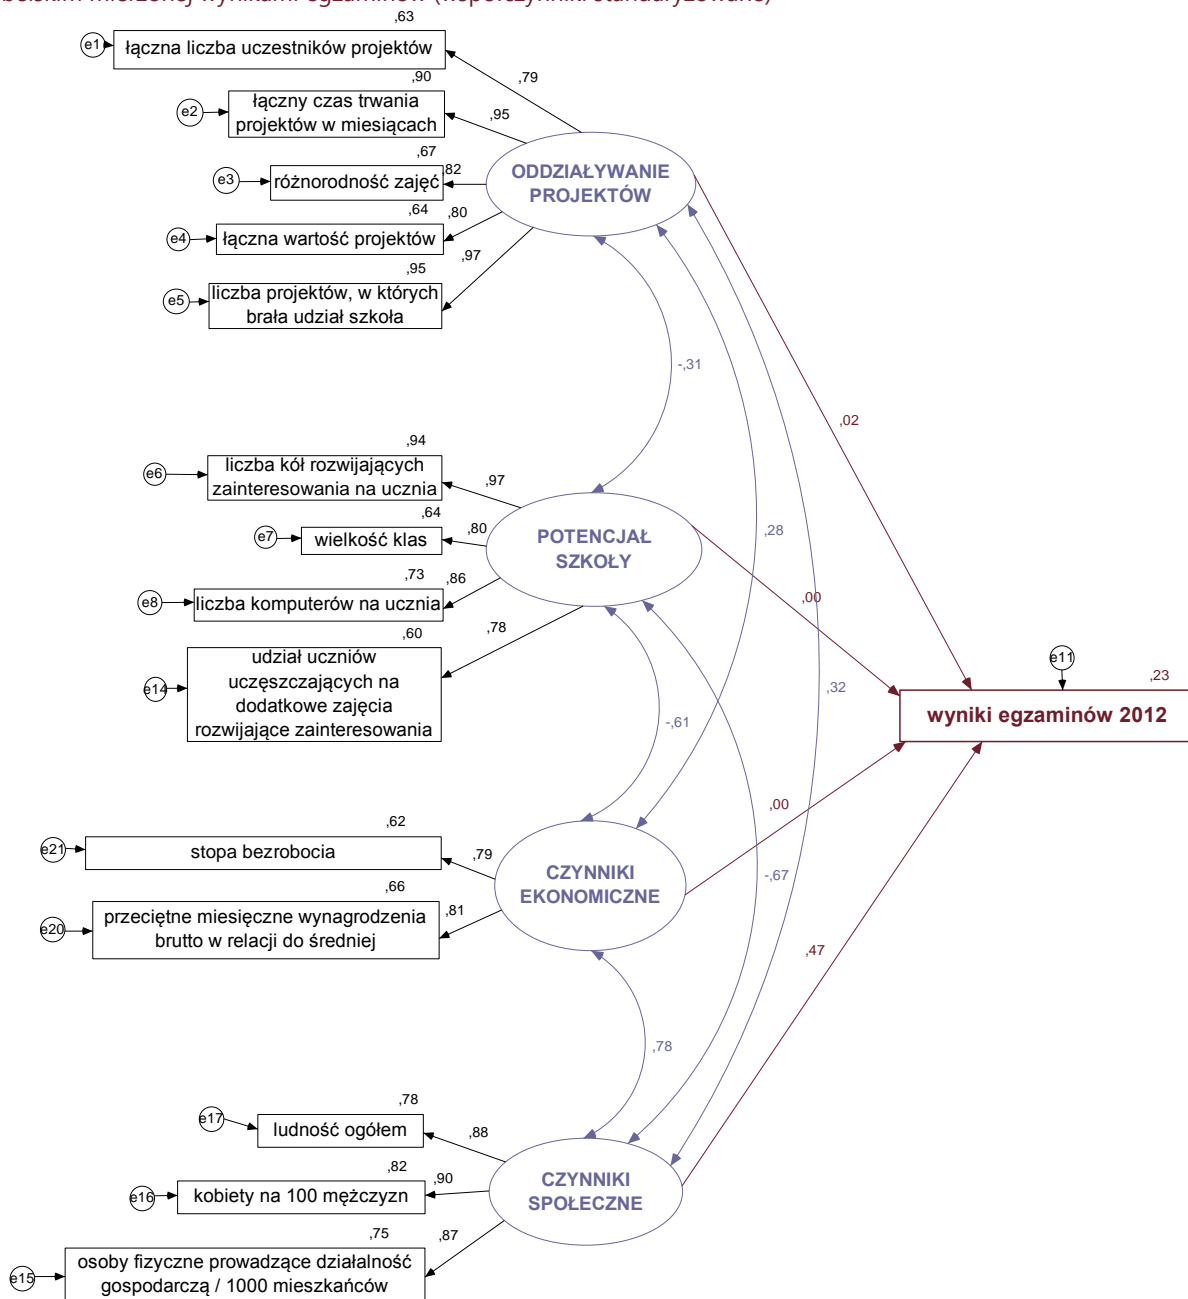 mierzonej wynikami egzaminów (współczynniki standaryzowane)
,63
e1
łączna liczba uczestników projektów
,79
,90
e2
łączny czas trwania
projektów w miesiącach
,95
,67
e3
różnorodność zajęć
,82
ODDZIAŁYWANIE
PROJEKTÓW
,64
e4
łączna wartość projektów
,80
,95
e5
liczba projektów, w których
brała udział szkoła
,97
-,31
,02
,94
e6
liczba kół rozwijających
zainteresowania na ucznia
,97
,64
e7
wielkość klas
,80
POTENCJAŁ
SZKOŁY
,28
,73
e8
liczba komputerów na ucznia
,86
,00
,60
e14
udział uczniów
uczęszczających na
dodatkowe zajęcia
rozwijające zainteresowania
,78
e11
,23
wyniki egzaminów 2012
,32
-,61
,00
,62
e21
stopa bezrobocia
,79
,66
e20
przeciętne miesięczne wynagrodzenia
brutto w relacji do średniej
,81
CZYNNIKI
EKONOMICZNE
-,67
,47
,78
,78
e17
ludność ogółem
,88
,82
e16
kobiety na 100 mężczyzn
,90
CZYNNIKI
SPOŁECZNE
,75
e15
osoby fizyczne prowadzące działalność
gospodarczą / 1000 mieszkańców
,87